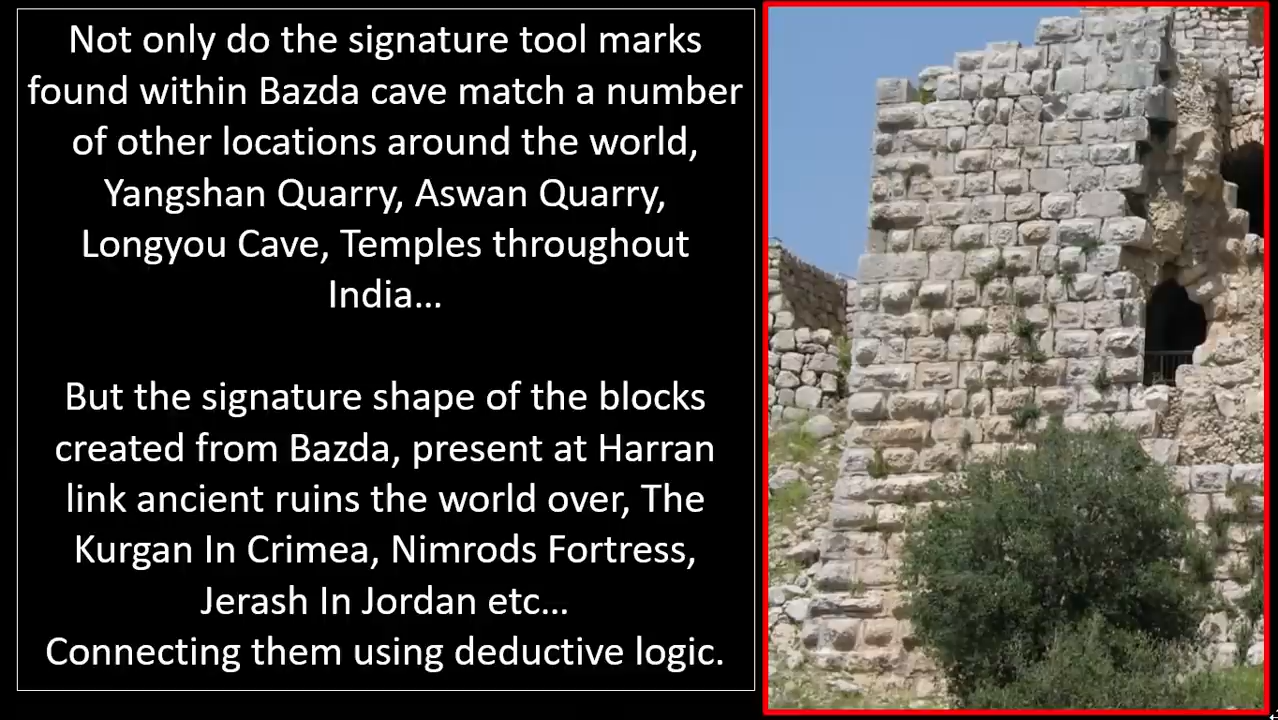 Not only do the signature tool marks
found within Bazda cave match a number
of other locations around the world,
Yangshan Quarry, Aswan Quarry,
Longyou Cave, Temples throughout
India...
But the signature shape of the blocks
created from Bazda, present at Harran
link ancient ruins the world over, The
Kurgan In Crimea, Nimrods Fortress,
Jerash In Jordan etc...
Connecting them using deductive logic.